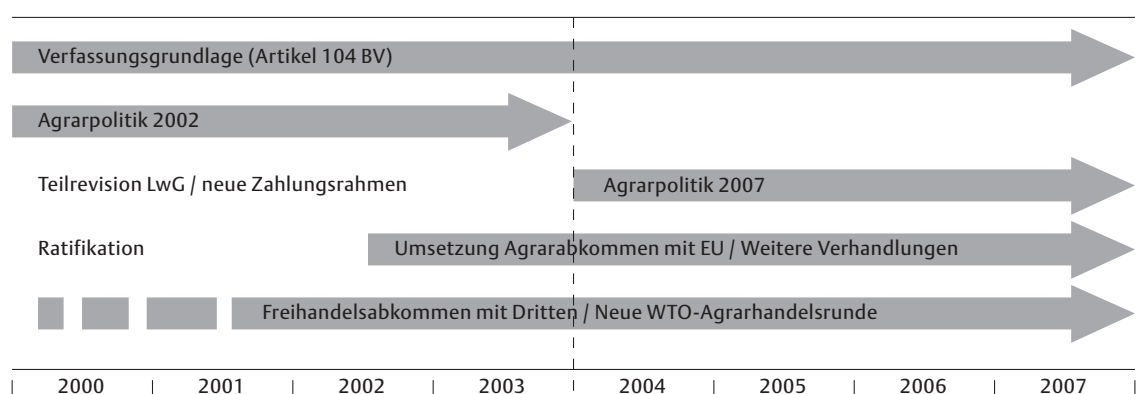 Verfassungsgrundlage (Artikel 104 BV)
Agrarpolitik 2002
Teilrevision LwG / neue Zahlungsrahmen
Agrarpolitik 2007
Ratifikation
Umsetzung Agrarabkommen mit EU / Weitere Verhandlungen
Freihandelsabkommen mit Dritten / Neue WTO-Agrarhandelsrunde
2000 2001 2002 2003 2004 2005 2006 2007